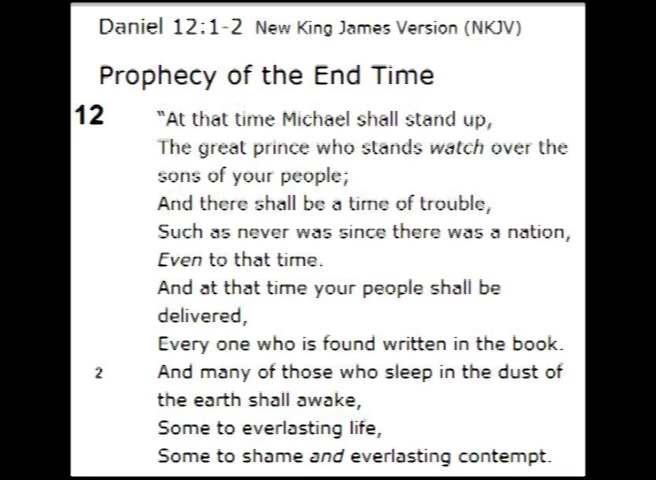 Daniel 12:1-2 New King James Version (NKJV)
Prophecy of the End Time
12 "At that time Michael shall stand up,
The great prince who stands watch over the
sons of your people;
And there shall be a time of trouble,
Such as never was since there was a nation,
Even to that time.
And at that time your people shall be
delivered,
Every one who is found written in the book.
2 And many of those who sleep in the dust of
the earth shall awake,
Some to everlasting life,
Some to shame and everlasting contempt.